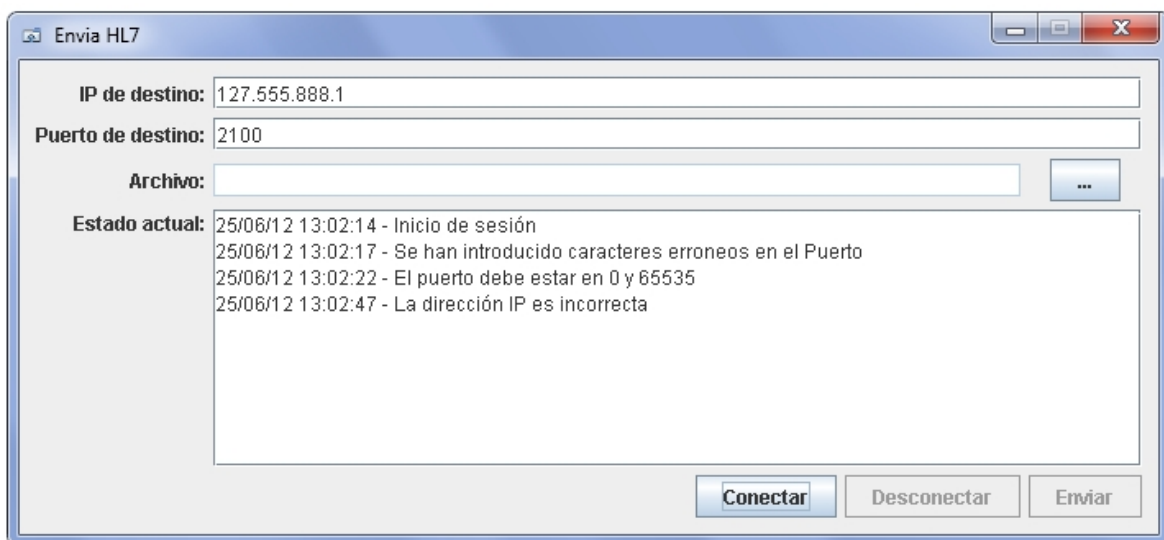 Envia HL7
IP de destino: 127.555.888.1
Puerto de destino: 2100
Archivo: ...
Estado actual: 25/06/12 13:02:14 - Inicio de sesión
25/06/12 13:02:17 - Se han introducido caracteres erroneos en el Puerto
25/06/12 13:02:22 - El puerto debe estar en 0 y 65535
25/06/12 13:02:47 - La dirección IP es incorrecta
Conectar Desconectar Enviar